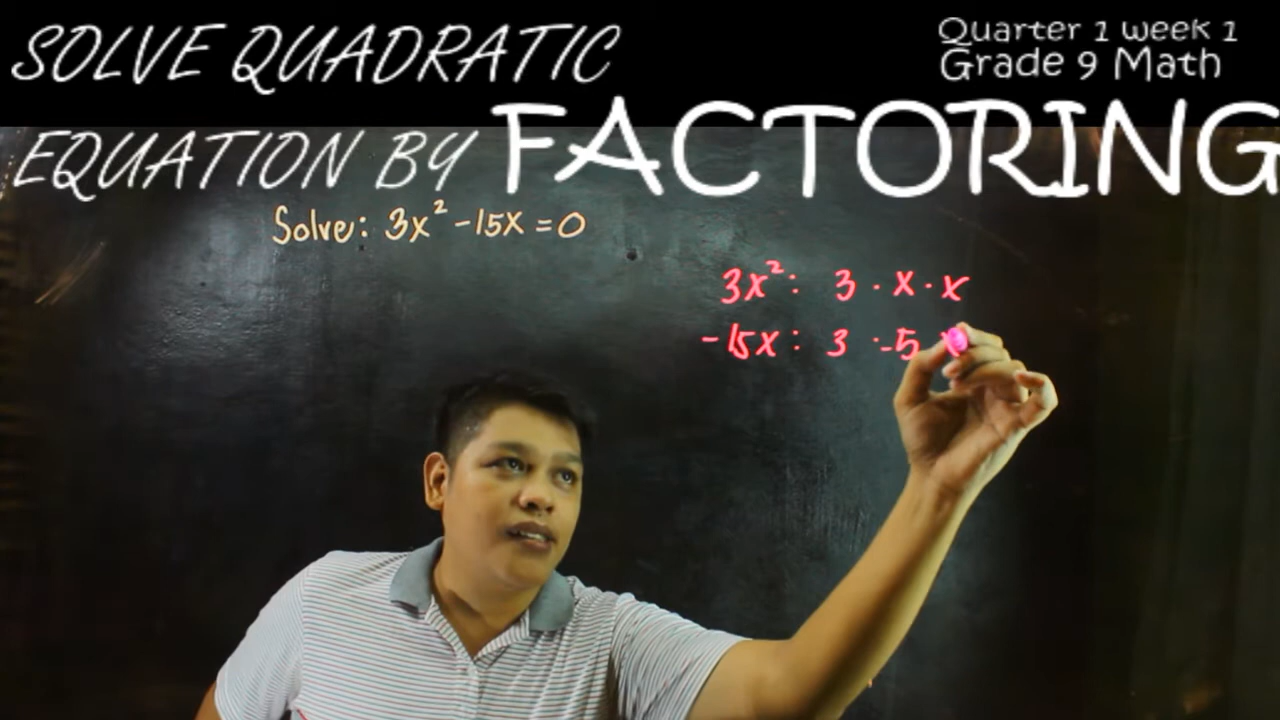 SOLVE QUADRATIC
EQUATION BY FACTORING
Quarter 1 week 1
Grade 9 Math
Solve: 3x² -15x = 0
3x²: 3 · x · x
-15x: 3 · -5